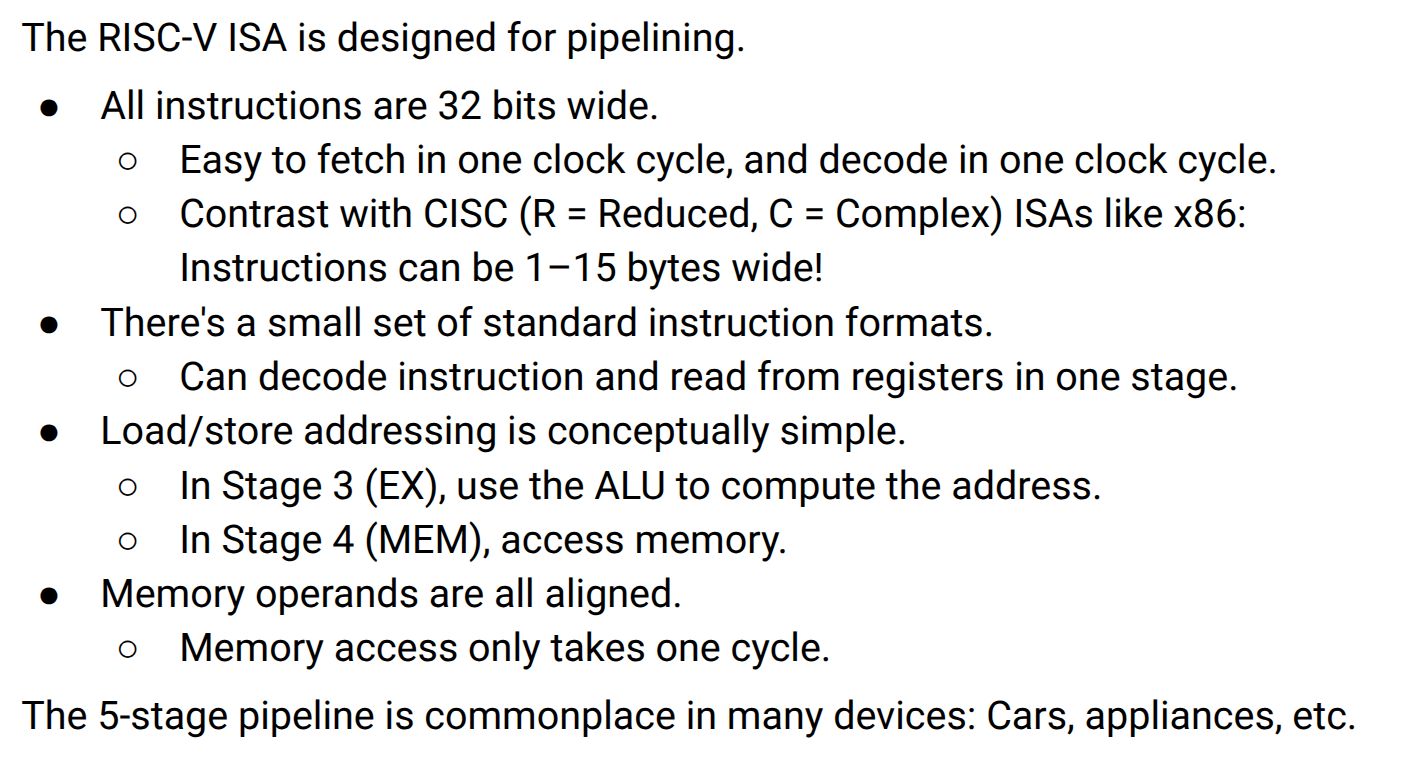 The RISC-V ISA is designed for pipelining.
● All instructions are 32 bits wide.
○ Easy to fetch in one clock cycle, and decode in one clock cycle.
○ Contrast with CISC (R = Reduced, C = Complex) ISAs like x86:
Instructions can be 1–15 bytes wide!
● There's a small set of standard instruction formats.
○ Can decode instruction and read from registers in one stage.
● Load/store addressing is conceptually simple.
○ In Stage 3 (EX), use the ALU to compute the address.
○ In Stage 4 (MEM), access memory.
● Memory operands are all aligned.
○ Memory access only takes one cycle.
The 5-stage pipeline is commonplace in many devices: Cars, appliances, etc.